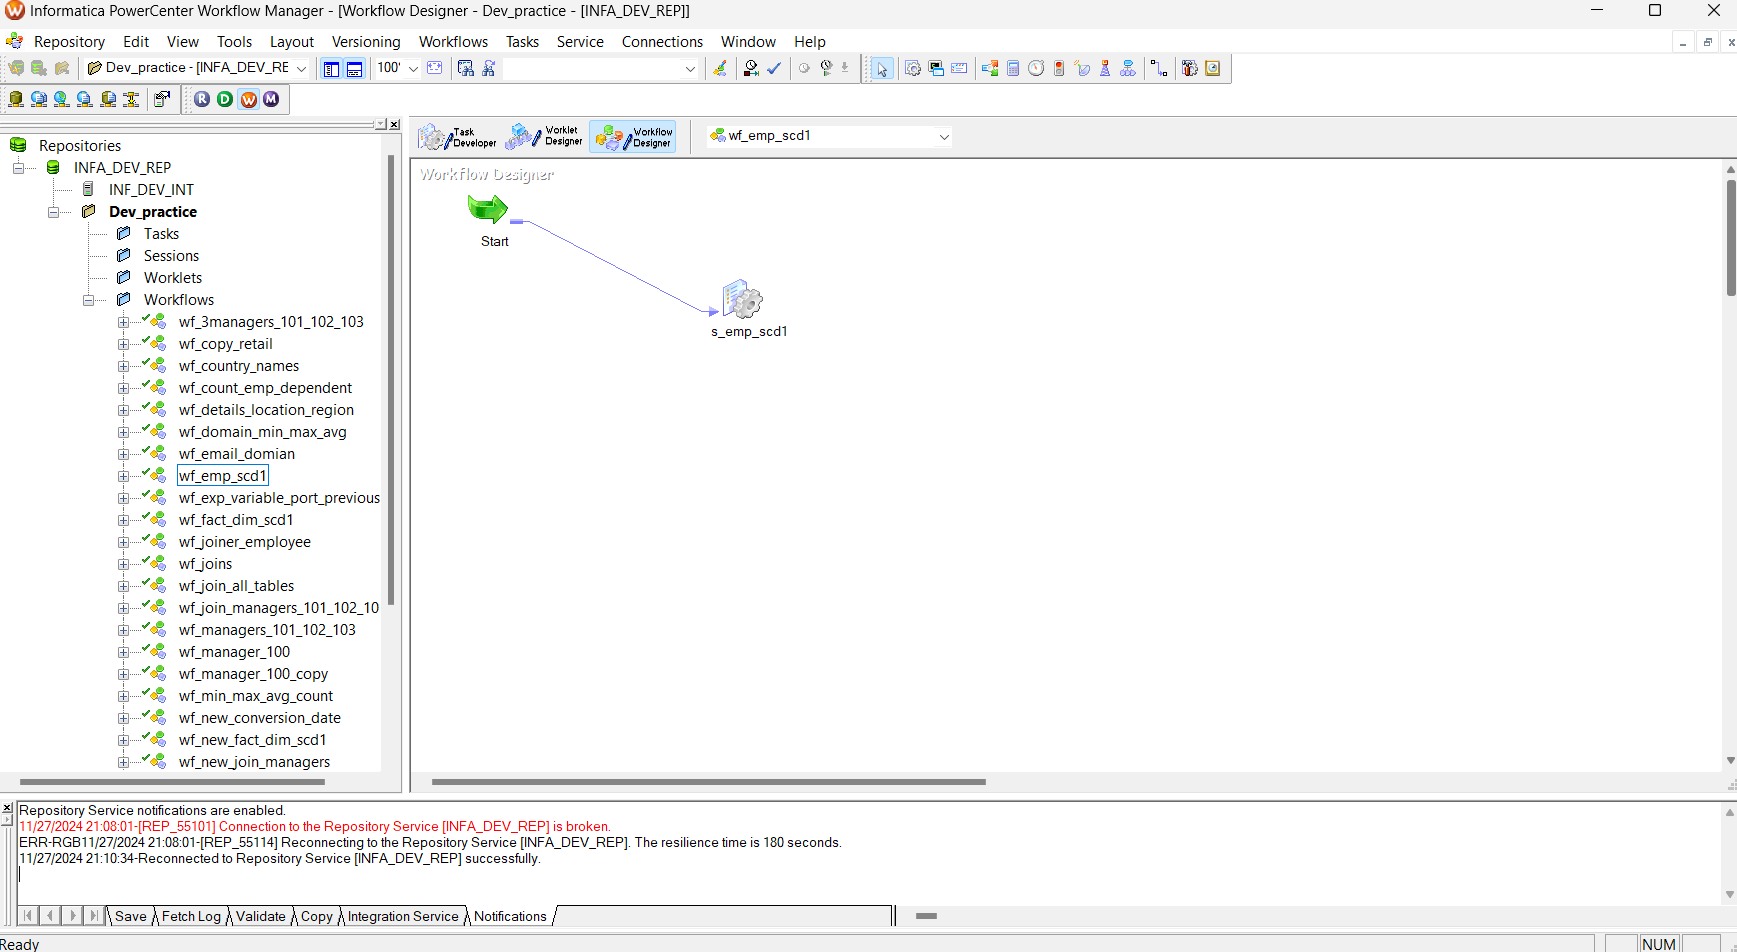 Informatica PowerCenter Workflow Manager - [Workflow Designer - Dev_practice - [INFA_DEV_REP]]
Repository Edit View Tools Layout Versioning Workflows Tasks Service Connections Window Help
Dev_practice - [INFA_DEV_RE 100'
R D W M
Task Developer
Worklet Designer
Workflow Designer
wf_emp_scd1
Repositories
INFA_DEV_REP
INF_DEV_INT
Dev_practice
Tasks
Sessions
Worklets
Workflows
wf_3managers_101_102_103
wf_copy_retail
wf_country_names
wf_count_emp_dependent
wf_details_location_region
wf_domain_min_max_avg
wf_email_domian
wf_emp_scd1
wf_exp_variable_port_previous
wf_fact_dim_scd1
wf_joiner_employee
wf_joins
wf_join_all_tables
wf_join_managers_101_102_10
wf_managers_101_102_103
wf_manager_100
wf_manager_100_copy
wf_min_max_avg_count
wf_new_conversion_date
wf_new_fact_dim_scd1
wf_new_join_managers
Workflow Designer
Start
s_emp_scd1
Repository Service notifications are enabled.
11/27/2024 21:08:01-[REP_55101] Connection to the Repository Service [INFA_DEV_REP] is broken.
ERR-RGB11/27/2024 21:08:01-[REP_55114] Reconnecting to the Repository Service [INFA_DEV_REP]. The resilience time is 180 seconds.
11/27/2024 21:10:34-Reconnected to Repository Service [INFA_DEV_REP] successfully.
Save Fetch Log Validate Copy Integration Service Notifications
Ready NUM